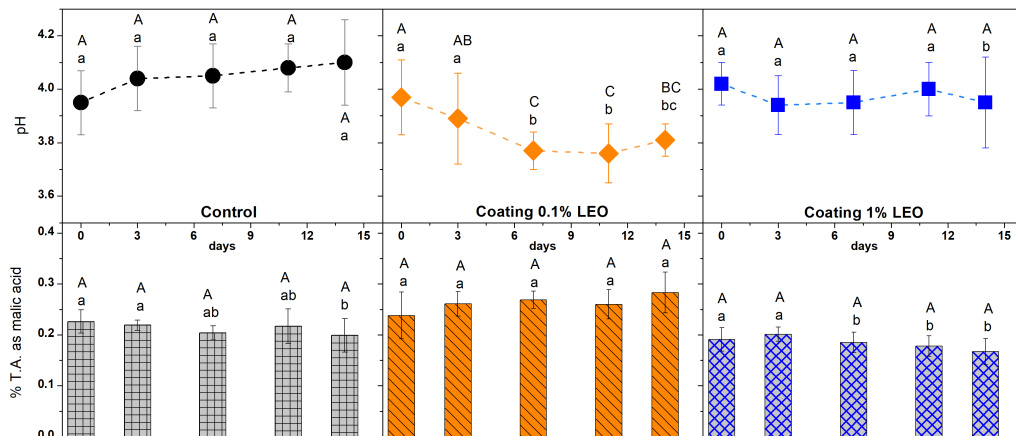 4.2
4.0
3.8
3.6
pH
A
a
A
a
A
a
A
a
A
a
Control
A
a
AB
a
C
b
C
b
BC
bc
Coating 0.1% LEO
A
a
A
a
A
a
A
a
A
b
Coating 1% LEO
0 3 6 9 12 15
days
0 3 6 9 12 15
days
0 3 6 9 12 15
days
0.4
0.3
0.2
0.1
0.0
% T.A. as malic acid
A
a
A
a
A
ab
A
ab
A
b
A
a
A
a
A
a
A
a
A
a
A
a
A
a
A
b
A
b
A
b